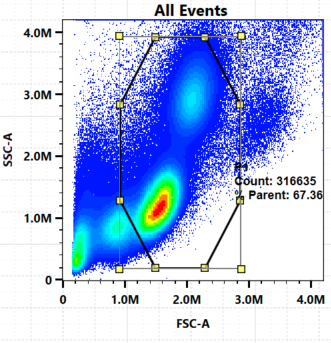 All Events
4.0M
3.0M
2.0M
1.0M
0
SSC-A
Count: 316635
% Parent: 67.36
0
1.0M
2.0M
3.0M
4.0M
FSC-A